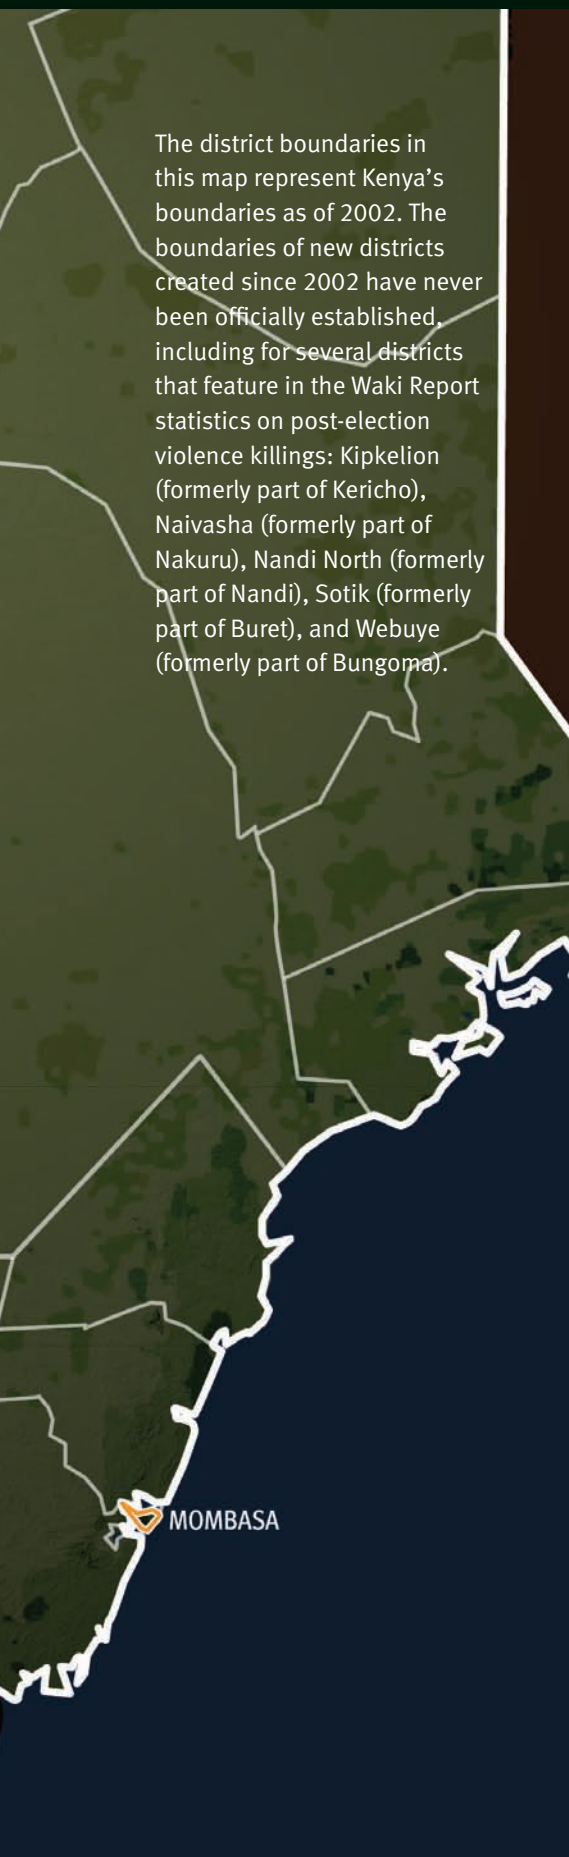 The district boundaries in
this map represent Kenya’s
boundaries as of 2002. The
boundaries of new districts
created since 2002 have never
been officially established,
including for several districts
that feature in the Waki Report
statistics on post-election
violence killings: Kipkelion
(formerly part of Kericho),
Naivasha (formerly part of
Nakuru), Nandi North (formerly
part of Nandi), Sotik (formerly
part of Buret), and Webuye
(formerly part of Bungoma).
MOMBASA